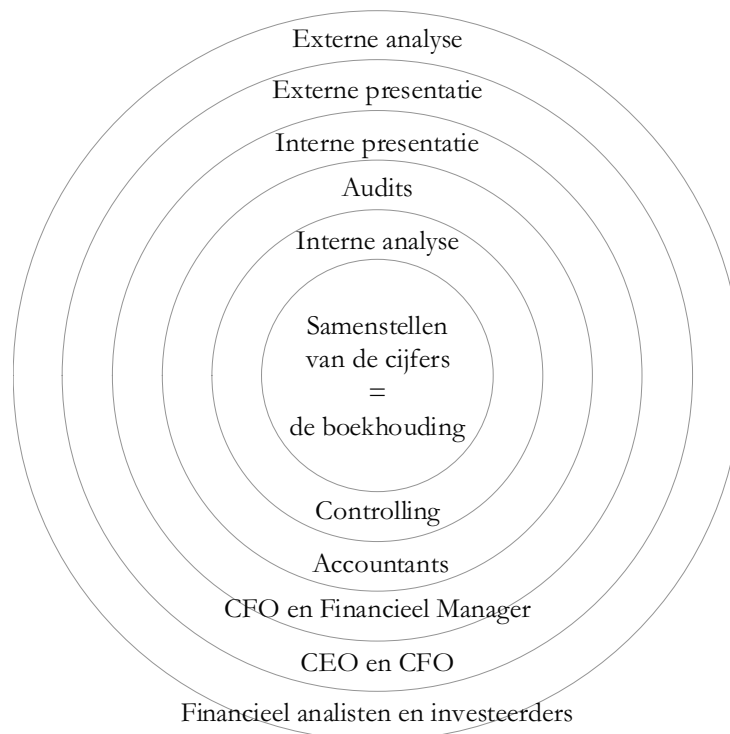 Externe analyse
Externe presentatie
Interne presentatie
Audits
Interne analyse
Samenstellen
van de cijfers
=
de boekhouding
Controlling
Accountants
CFO en Financieel Manager
CEO en CFO
Financieel analisten en investeerders